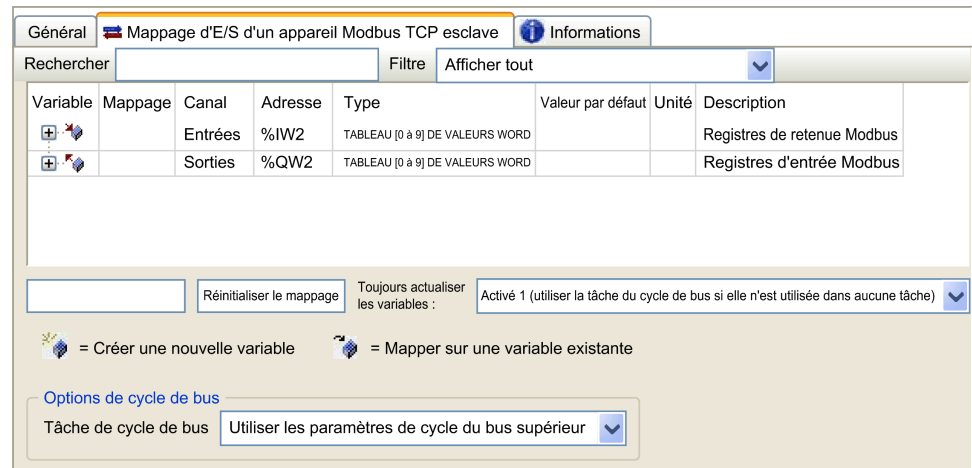 Général Mappage d'E/S d'un appareil Modbus TCP esclave Informations
Rechercher Filtre Afficher tout
Variable Mappage Canal Adresse Type Valeur par défaut Unité Description
Entrées %IW2 TABLEAU [0 à 9] DE VALEURS WORD Registres de retenue Modbus
Sorties %QW2 TABLEAU [0 à 9] DE VALEURS WORD Registres d'entrée Modbus
Réinitialiser le mappage Toujours actualiser les variables : Activé 1 (utiliser la tâche du cycle de bus si elle n'est utilisée dans aucune tâche)
= Créer une nouvelle variable = Mapper sur une variable existante
Options de cycle de bus
Tâche de cycle de bus Utiliser les paramètres de cycle du bus supérieur